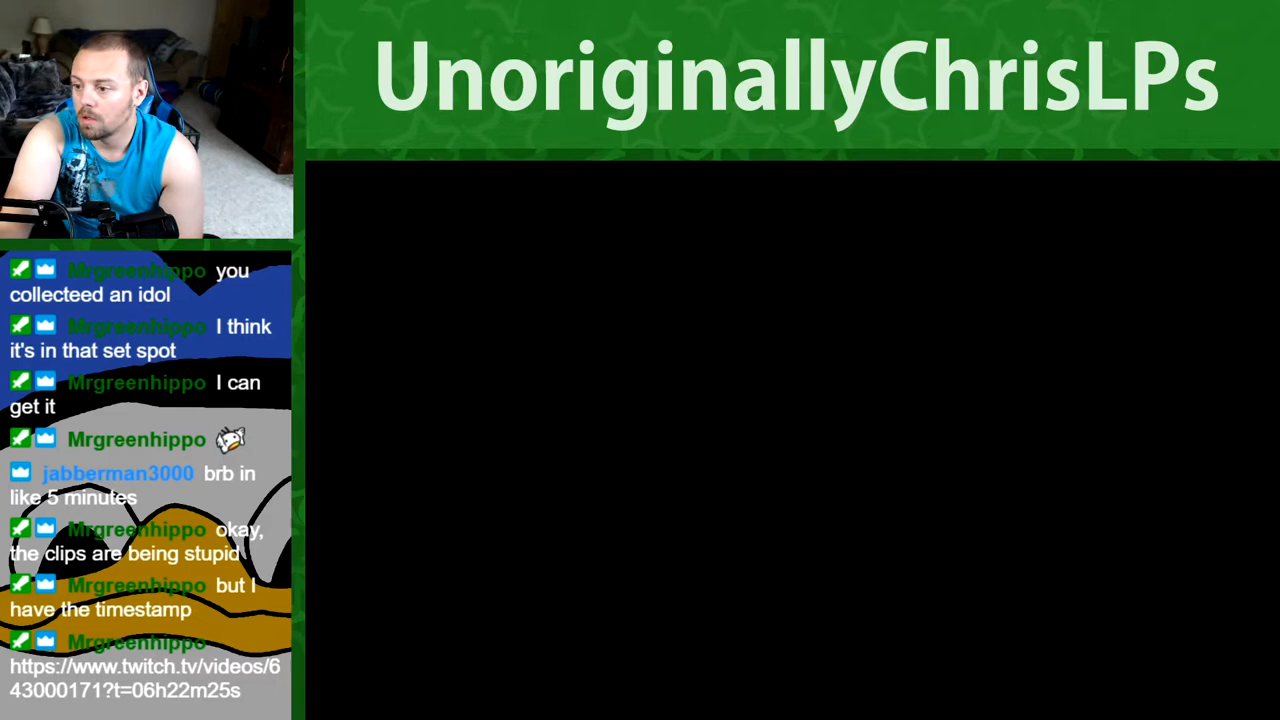 UnoriginallyChrisLPs
Mrgreenhippo you
collecteed an idol
Mrgreenhippo I think
it's in that set spot
Mrgreenhippo I can
get it
Mrgreenhippo
jabberman3000 brb in
like 5 minutes
Mrgreenhippo okay,
the clips are being stupid
Mrgreenhippo but I
have the timestamp
Mrgreenhippo
https://www.twitch.tv/videos/6
43000171?t=06h22m25s